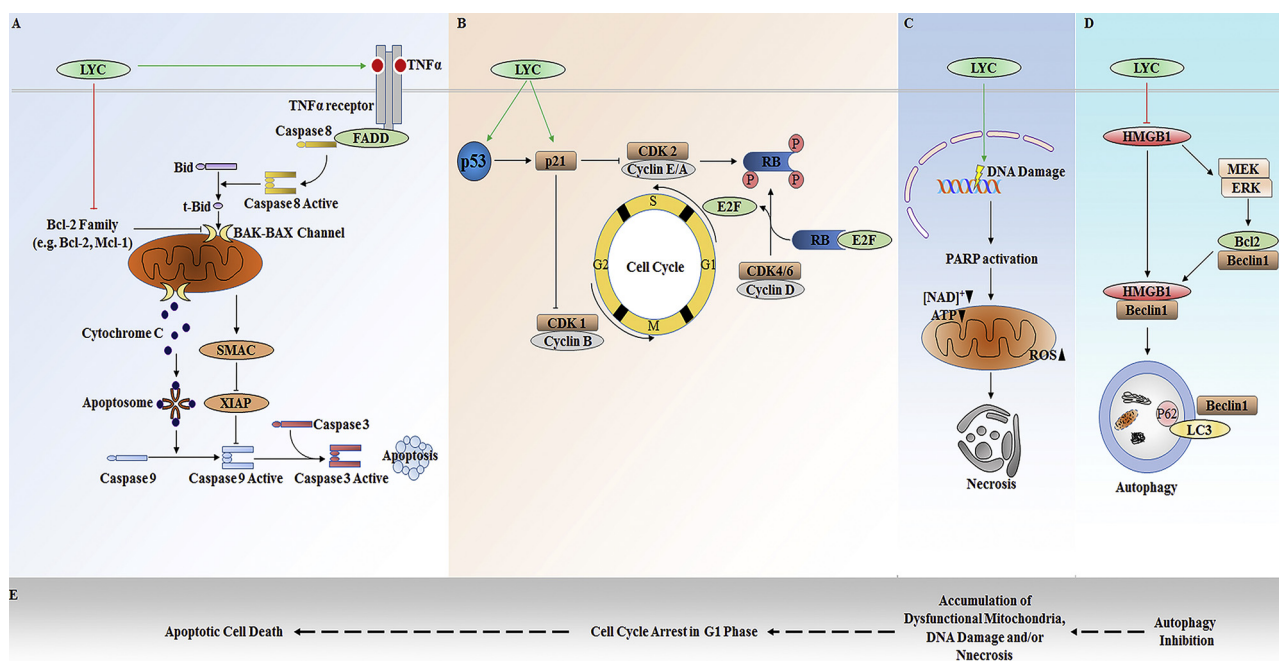 A
LYC
TNFα
TNFα receptor
Caspase 8
FADD
Bid
Caspase 8 Active
t-Bid
Bcl-2 Family
(e.g. Bcl-2, Mcl-1)
BAK-BAX Channel
Cytochrome C
SMAC
Apoptosome
XIAP
Caspase 3
Apoptosis
Caspase 9
Caspase 9 Active
Caspase 3 Active
B
LYC
p53
p21
CDK 2
Cyclin E/A
RB
P
P
P
S
E2F
G2
Cell Cycle
G1
RB
E2F
CDK4/6
Cyclin D
M
CDK 1
Cyclin B
C
LYC
DNA Damage
PARP activation
[NAD]+
ATP
ROS
Necrosis
D
LYC
HMGB1
MEK
ERK
Bcl2
Beclin1
HMGB1
Beclin1
Beclin1
P62
LC3
Autophagy
E
Apoptotic Cell Death
Cell Cycle Arrest in G1 Phase
Accumulation of
Dysfunctional Mitochondria,
DNA Damage and/or
Nnecrosis
Autophagy
Inhibition